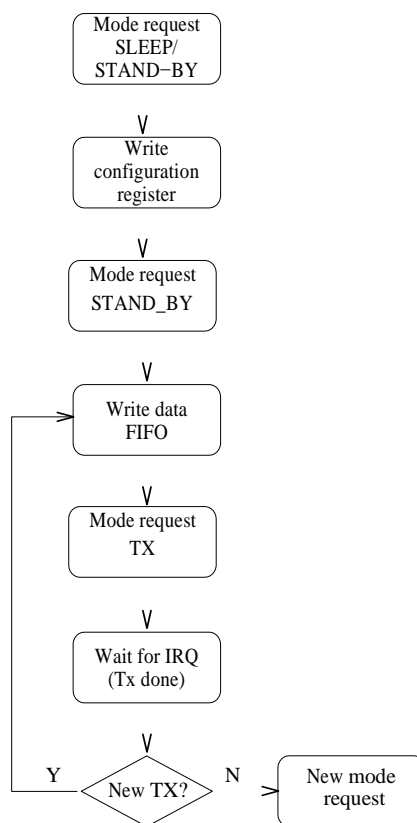 Mode request
SLEEP/
STAND−BY
Write
configuration
register
Mode request
STAND_BY
Write data
FIFO
Mode request
TX
Wait for IRQ
(Tx done)
Y
New TX?
N
New mode
request